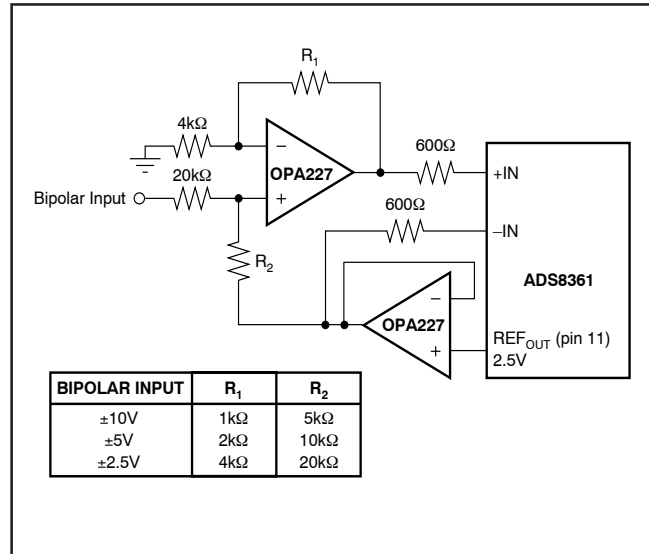 R1
4kΩ
−
OPA227
+
20kΩ
Bipolar Input
R2
600Ω
+IN
600Ω
−IN
ADS8361
−
OPA227
+
REFOUT (pin 11)
2.5V
BIPOLAR INPUT R1 R2
±10V 1kΩ 5kΩ
±5V 2kΩ 10kΩ
±2.5V 4kΩ 20kΩ